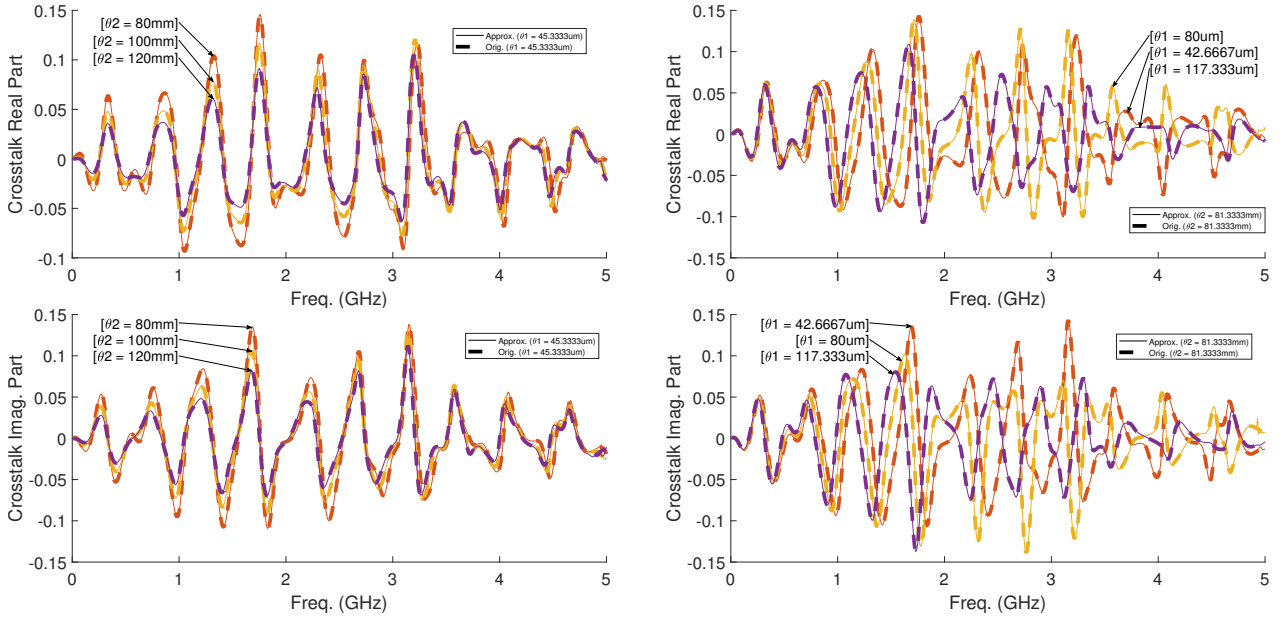 0.15
0.1
0.05
0
-0.05
-0.1
0 1 2 3 4 5
Crosstalk Real Part
Freq. (GHz)
[θ2 = 80mm]
[θ2 = 100mm]
[θ2 = 120mm]
Approx. (θ1 = 45.3333um)
Orig. (θ1 = 45.3333um)
0.15
0.1
0.05
0
-0.05
-0.1
-0.15
0 1 2 3 4 5
Crosstalk Real Part
Freq. (GHz)
[θ1 = 80um]
[θ1 = 42.6667um]
[θ1 = 117.333um]
Approx. (θ2 = 81.3333mm)
Orig. (θ2 = 81.3333mm)
0.15
0.1
0.05
0
-0.05
-0.1
-0.15
0 1 2 3 4 5
Crosstalk Imag. Part
Freq. (GHz)
[θ2 = 80mm]
[θ2 = 100mm]
[θ2 = 120mm]
Approx. (θ1 = 45.3333um)
Orig. (θ1 = 45.3333um)
0.15
0.1
0.05
0
-0.05
-0.1
-0.15
0 1 2 3 4 5
Crosstalk Imag. Part
Freq. (GHz)
[θ1 = 42.6667um]
[θ1 = 80um]
[θ1 = 117.333um]
Approx. (θ2 = 81.3333mm)
Orig. (θ2 = 81.3333mm)